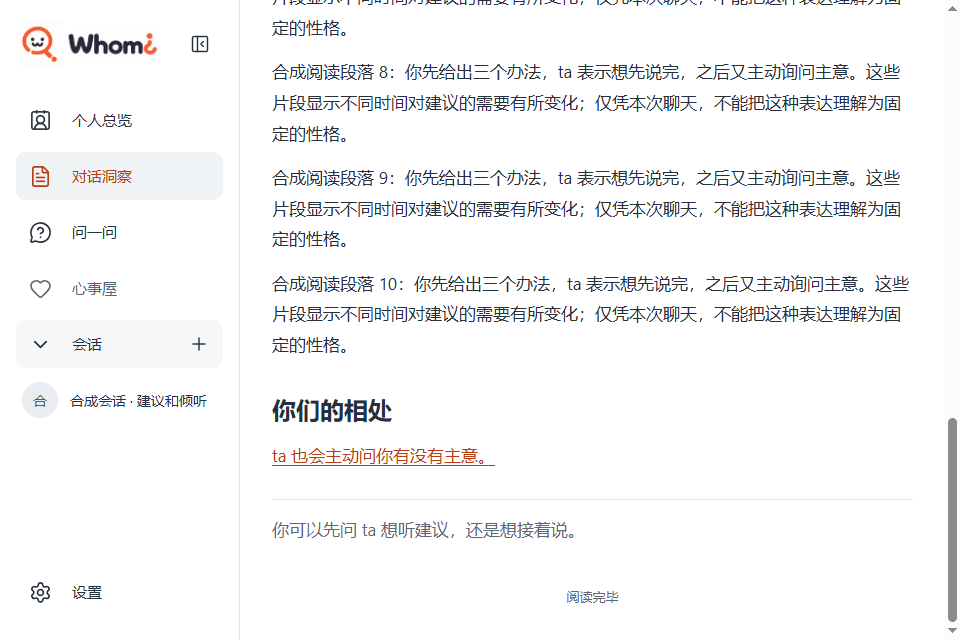 Whomi
个人总览
对话洞察
问一问
心事屋
会话
合
合成会话 · 建议和倾听
设置
定的性格。
合成阅读段落 8：你先给出三个办法，ta 表示想先说完，之后又主动询问主意。这些
片段显示不同时间对建议的需要有所变化；仅凭本次聊天，不能把这种表达理解为固
定的性格。
合成阅读段落 9：你先给出三个办法，ta 表示想先说完，之后又主动询问主意。这些
片段显示不同时间对建议的需要有所变化；仅凭本次聊天，不能把这种表达理解为固
定的性格。
合成阅读段落 10：你先给出三个办法，ta 表示想先说完，之后又主动询问主意。这些
片段显示不同时间对建议的需要有所变化；仅凭本次聊天，不能把这种表达理解为固
定的性格。
你们的相处
ta 也会主动问你有没有主意。
你可以先问 ta 想听建议，还是想接着说。
阅读完毕